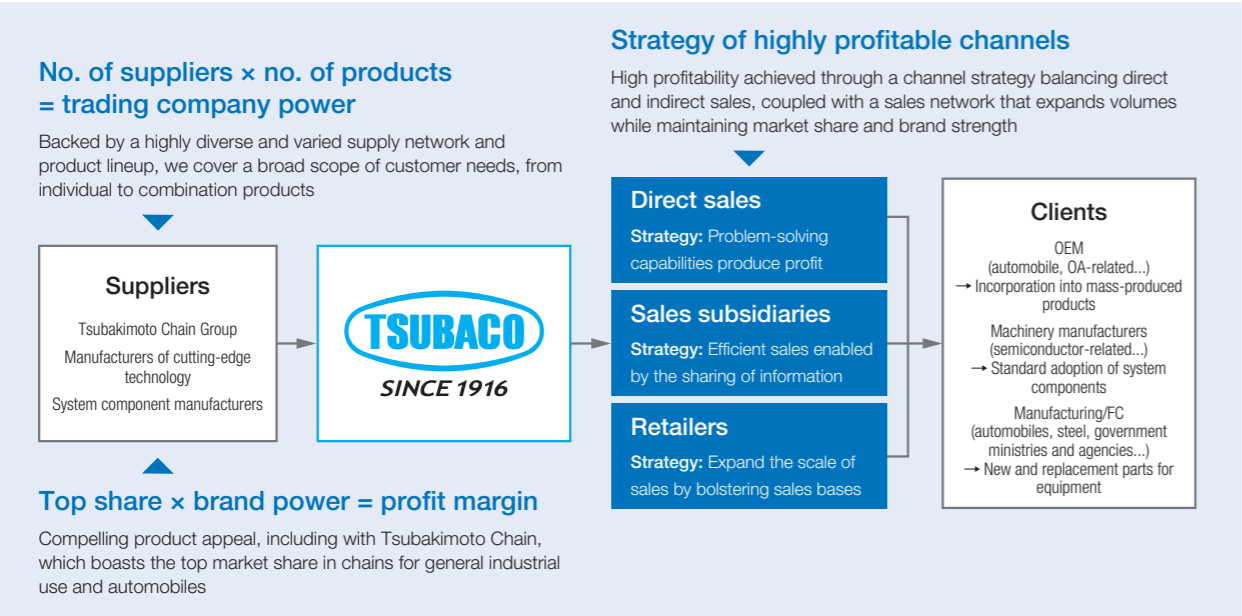 No. of suppliers × no. of products
= trading company power
Backed by a highly diverse and varied supply network and
product lineup, we cover a broad scope of customer needs, from
individual to combination products
Suppliers
Tsubakimoto Chain Group
Manufacturers of cutting-edge
technology
System component manufacturers
TSUBACO
SINCE 1916
Top share × brand power = profit margin
Compelling product appeal, including with Tsubakimoto Chain,
which boasts the top market share in chains for general industrial
use and automobiles
Strategy of highly profitable channels
High profitability achieved through a channel strategy balancing direct
and indirect sales, coupled with a sales network that expands volumes
while maintaining market share and brand strength
Direct sales
Strategy: Problem-solving
capabilities produce profit
Sales subsidiaries
Strategy: Efficient sales enabled
by the sharing of information
Retailers
Strategy: Expand the scale of
sales by bolstering sales bases
Clients
OEM
(automobile, OA-related...)
→ Incorporation into mass-produced
products
Machinery manufacturers
(semiconductor-related...)
→ Standard adoption of system
components
Manufacturing/FC
(automobiles, steel, government
ministries and agencies...)
→ New and replacement parts for
equipment